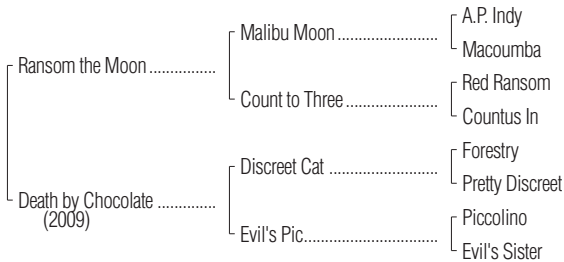 A.P. Indy
Malibu Moon ......................
Macoumba
Ransom the Moon ...............
Red Ransom
Count to Three ....................
Countus In
Forestry
Discreet Cat .......................
Pretty Discreet
Death by Chocolate .............
(2009)
Piccolino
Evil's Pic............................
Evil's Sister